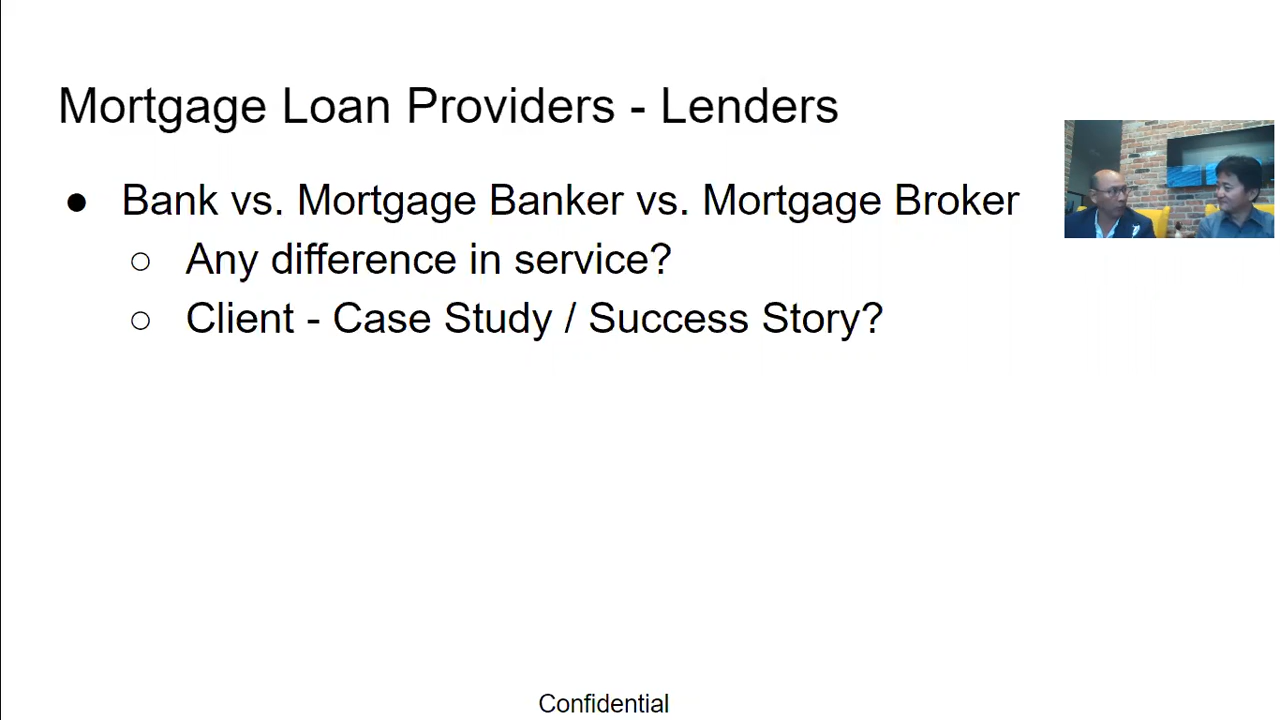 Mortgage Loan Providers - Lenders
● Bank vs. Mortgage Banker vs. Mortgage Broker
○ Any difference in service?
○ Client - Case Study / Success Story?
Confidential